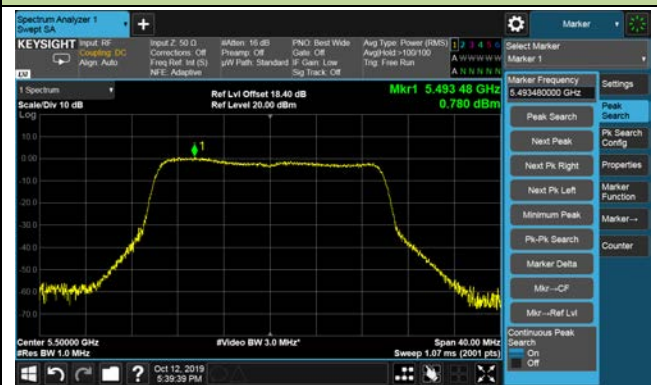 Spectrum Analyzer 1
Swept SA
Marker
KEYSIGHT
Input: RF
Coupling: DC
Align: Auto
Input Z: 50 Ω
Corrections: Off
Freq Ref: Int (S)
NFE: Adaptive
#Atten: 16 dB
Preamp: Off
µW Path: Standard
PNO: Best Wide
Gate: Off
IF Gain: Low
Sig Track: Off
Avg Type: Power (RMS)
Avg|Hold:>100/100
Trig: Free Run
1 2 3 4 5 6
A W W W W W
A N N N N N
LXI
Select Marker
Marker 1
1 Spectrum
Scale/Div 10 dB
Log
Ref Lvl Offset 18.40 dB
Ref Level 20.00 dBm
Mkr1 5.493 48 GHz
0.780 dBm
10.0
0.00
-10.0
-20.0
-30.0
-40.0
-50.0
-60.0
-70.0
1
Center 5.50000 GHz
#Res BW 1.0 MHz
#Video BW 3.0 MHz*
Span 40.00 MHz
Sweep 1.07 ms (2001 pts)
Marker Frequency
5.493480000 GHz
Peak Search
Next Peak
Next Pk Right
Next Pk Left
Minimum Peak
Pk-Pk Search
Marker Delta
Mkr→CF
Mkr→Ref Lvl
Continuous Peak
Search
On
Off
Settings
Peak
Search
Pk Search
Config
Properties
Marker
Function
Marker→
Counter
Oct 12, 2019
5:39:39 PM